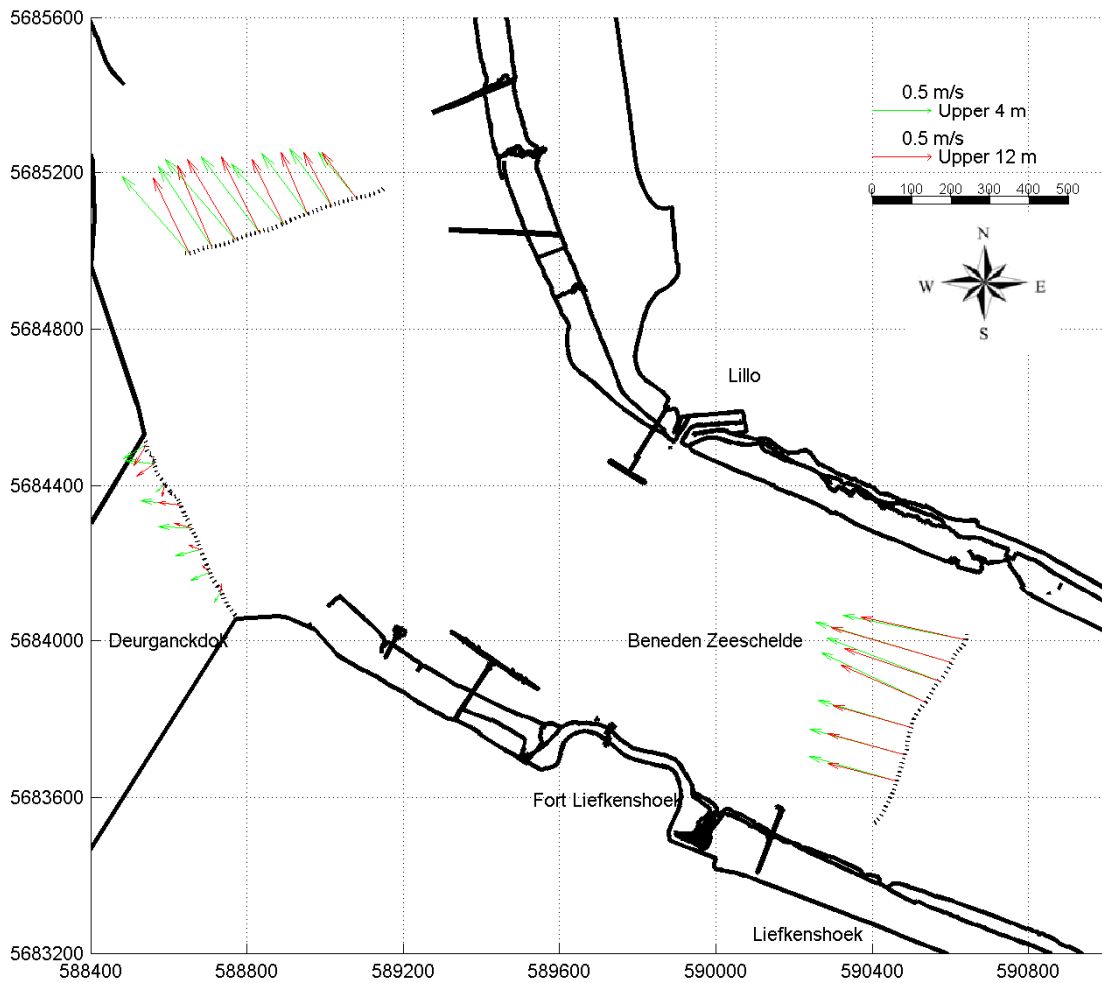 5685600
0.5 m/s
Upper 4 m
0.5 m/s
Upper 12 m
5685200
0 100 200 300 400 500
N
W E
S
5684800
Lillo
5684400
5684000
Deurganckdok
Beneden Zeeschelde
5683600
Fort Liefkenshoek
Liefkenshoek
5683200
588400 588800 589200 589600 590000 590400 590800